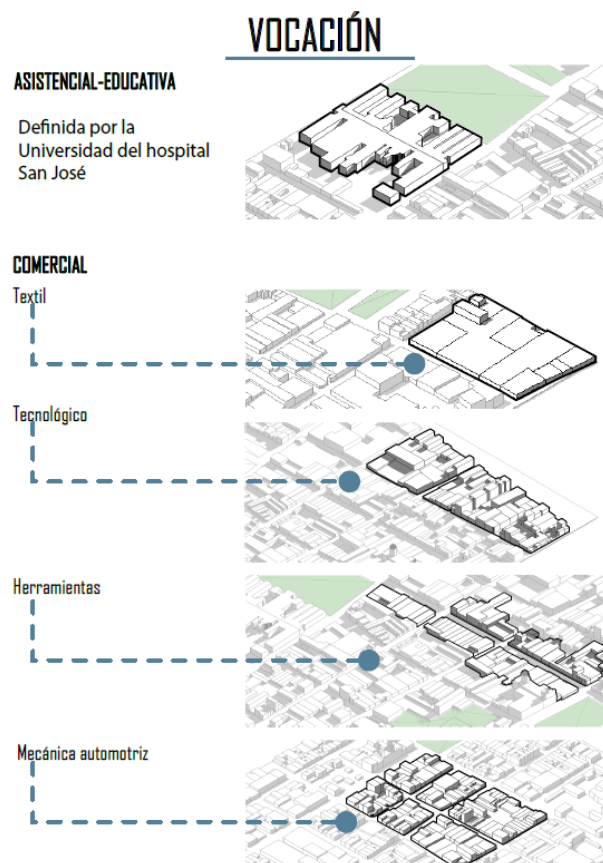 VOCACIÓN
ASISTENCIAL-EDUCATIVA
Definida por la
Universidad del hospital
San José
COMERCIAL
Textil
Tecnológico
Herramientas
Mecánica automotriz